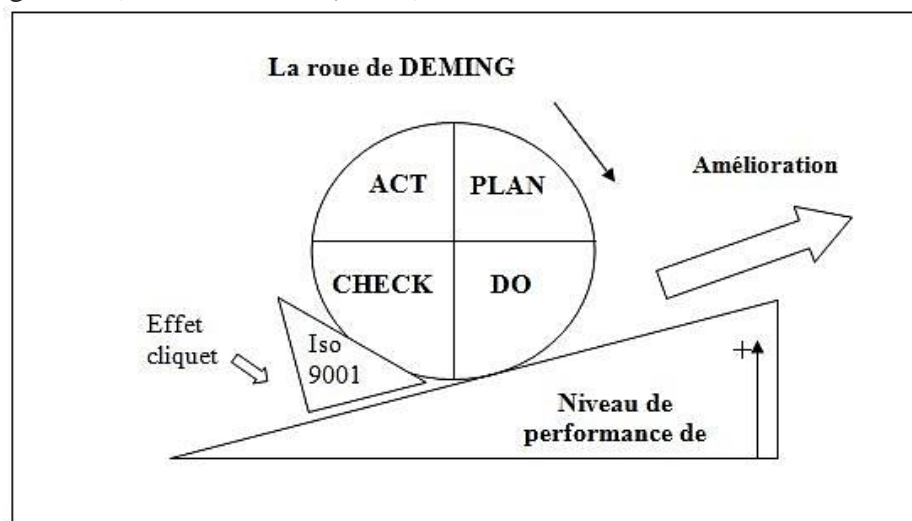 La roue de DEMING
Amélioration
ACT
PLAN
CHECK
DO
Effet
cliquet
Iso
9001
+
Niveau de
performance de